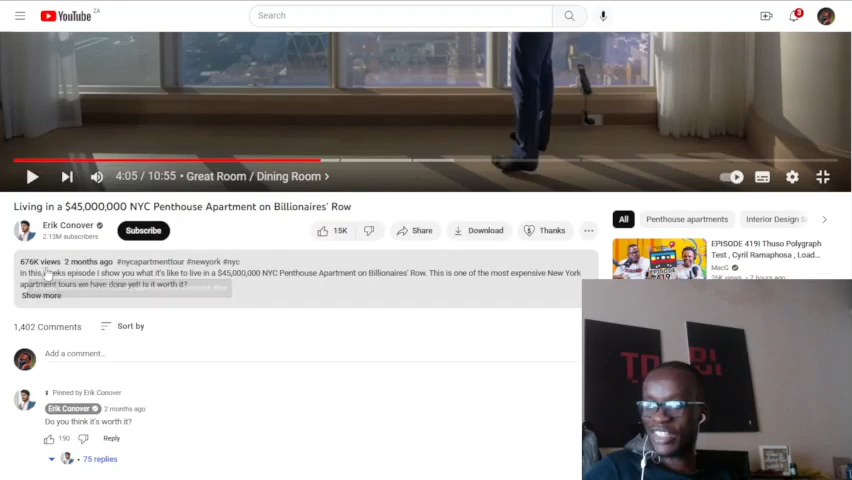 YouTube ZA
Search
3
4:05 / 10:55 • Great Room / Dining Room >
Living in a $45,000,000 NYC Penthouse Apartment on Billionaires' Row
Erik Conover
2.13M subscribers
Subscribe
15K
Share
Download
Thanks
All
Penthouse apartments
Interior Design S
676K views 2 months ago #nycapartmenttour #newyork #nyc
In this weeks episode I show you what it's like to live in a $45,000,000 NYC Penthouse Apartment on Billionaires' Row. This is one of the most expensive New York
apartment tours we have done yet! Is it worth it?
Show more
EPISODE 419I Thuso Polygraph
Test , Cyril Ramaphosa , Load...
MacG
1,402 Comments
Sort by
Add a comment...
Pinned by Erik Conover
Erik Conover 2 months ago
Do you think it's worth it?
190
Reply
75 replies